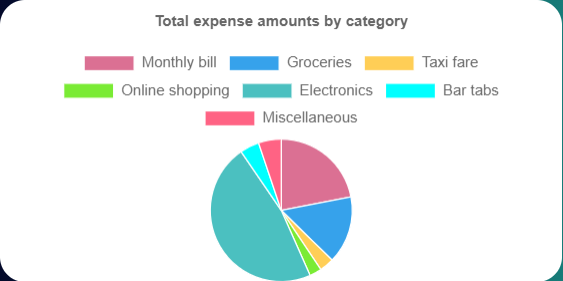 Total expense amounts by category
Monthly bill Groceries Taxi fare
Online shopping Electronics Bar tabs
Miscellaneous